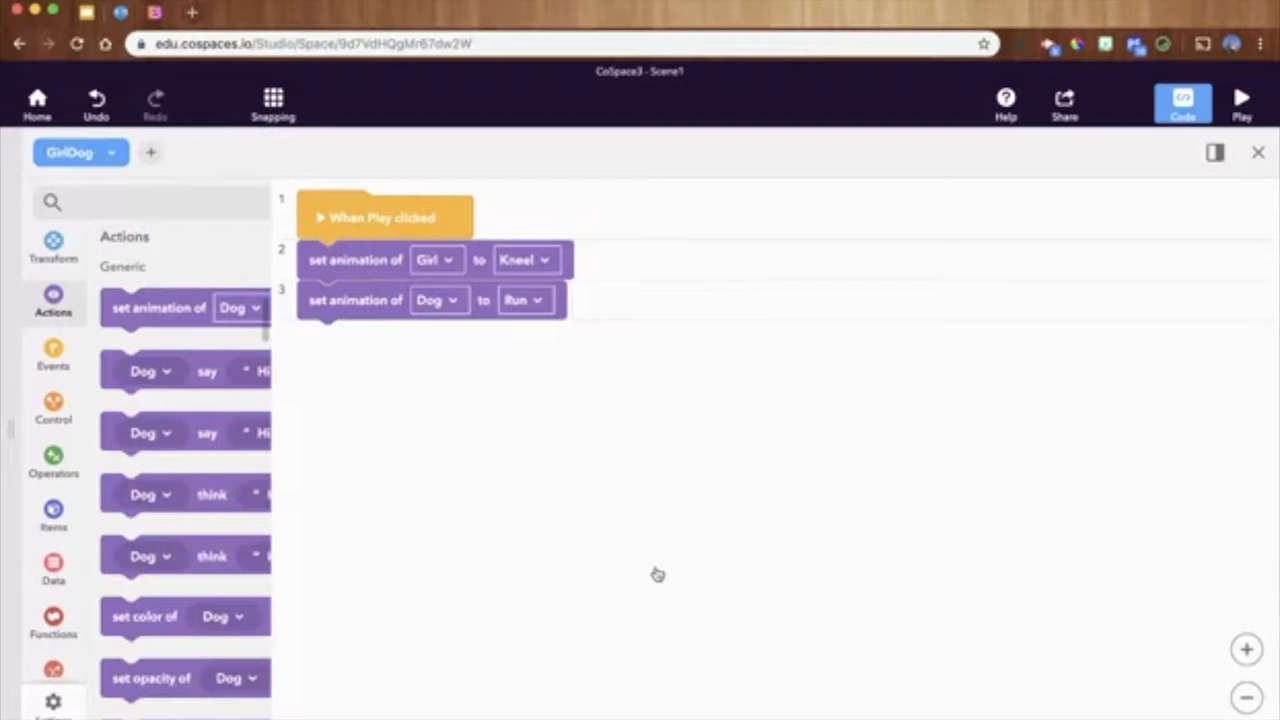 edu.cospaces.io/Studio/Space/9d7VdHQgMr67dw2W
CoSpace3 - Scene1
Home
Undo
Redo
Snapping
Help
Share
Code
Play
GirlDog
Transform
Actions
Events
Control
Operators
Items
Data
Functions
Actions
Generic
set animation of Dog
Dog say " Hi
Dog say " Hi
Dog think "
Dog think "
set color of Dog
set opacity of Dog
1
When Play clicked
2
set animation of Girl to Kneel
3
set animation of Dog to Run